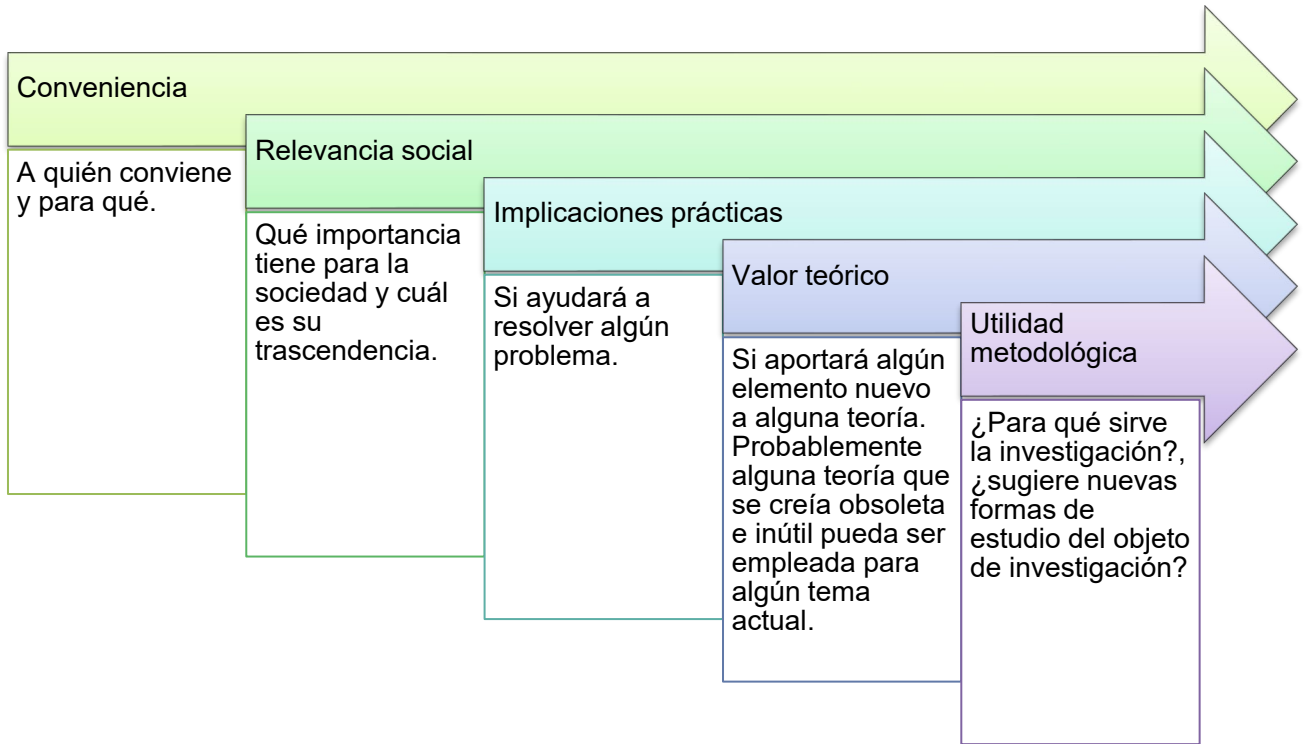 Conveniencia
A quién conviene
y para qué.
Relevancia social
Qué importancia
tiene para la
sociedad y cuál
es su
trascendencia.
Implicaciones prácticas
Si ayudará a
resolver algún
problema.
Valor teórico
Si aportará algún
elemento nuevo
a alguna teoría.
Probablemente
alguna teoría que
se creía obsoleta
e inútil pueda ser
empleada para
algún tema
actual.
Utilidad
metodológica
¿Para qué sirve
la investigación?,
¿sugiere nuevas
formas de
estudio del objeto
de investigación?